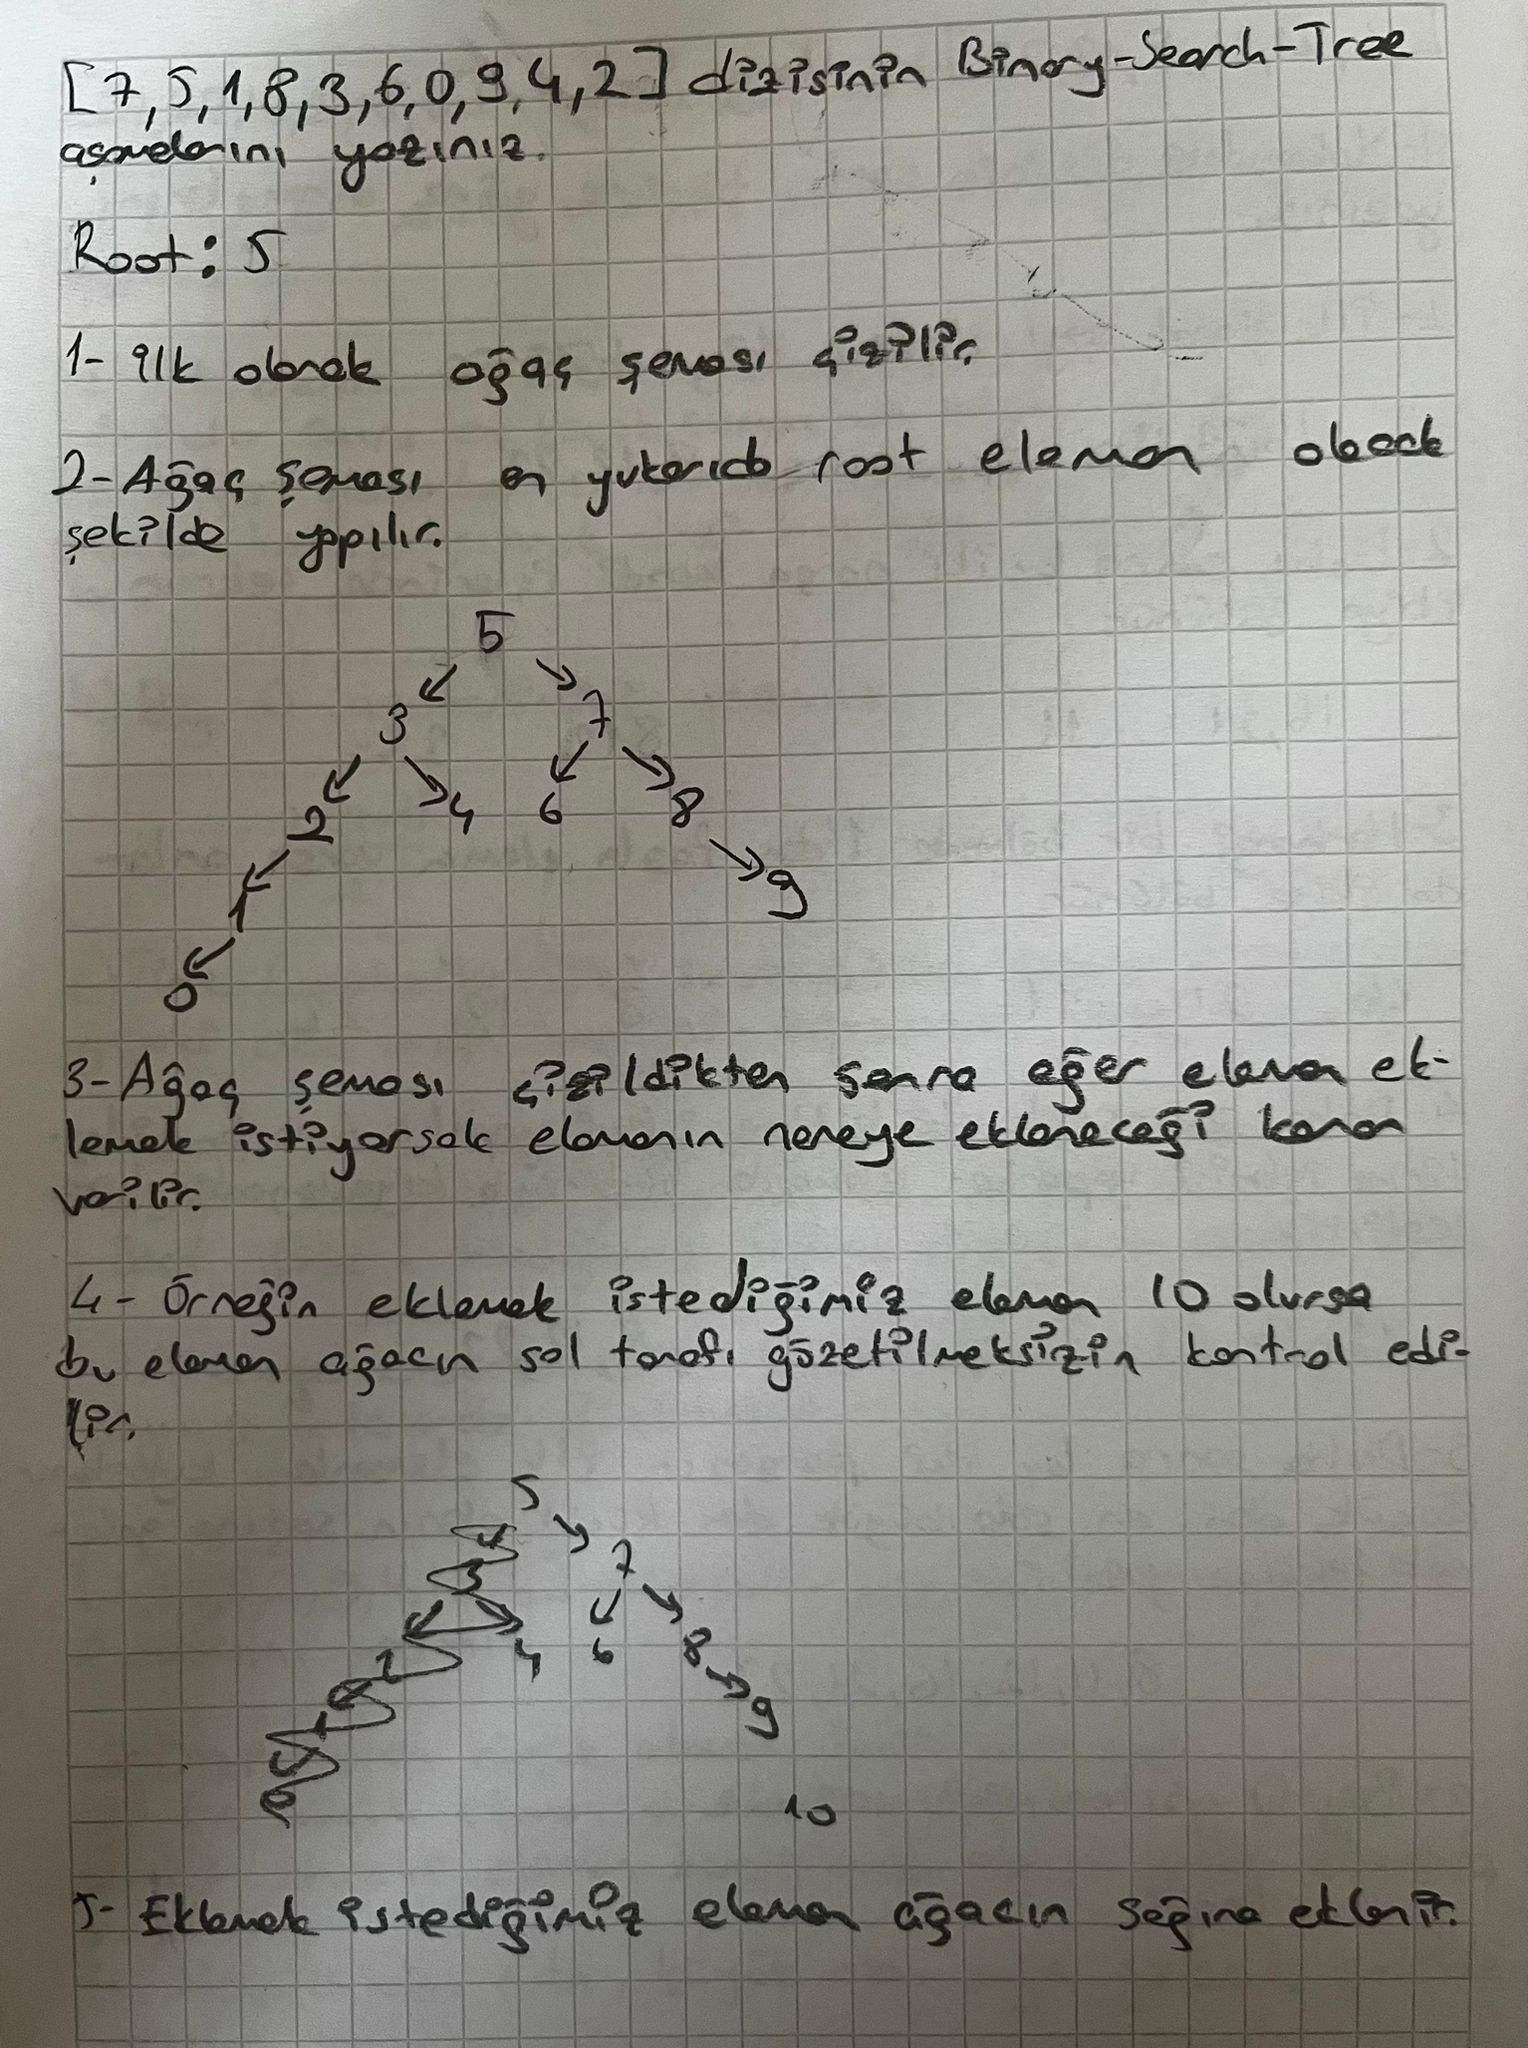 [7,5,1,8,3,6,0,9,4,2] dizisinin Binary-Search-Tree
aşamalarını yazınız.
Root: 5
1- İlk olarak ağaç şeması çizilir.
2- Ağaç şeması en yukarıda root eleman olacak
şekilde yapılır.
5
3 7
2 4 6 8
1 9
0
3- Ağaç şeması çizildikten sonra eğer eleman ek-
lemek istiyorsak elemanın nereye ekleneceği karar
verilir.
4- Örneğin eklemek istediğimiz eleman 10 olursa
bu eleman ağacın sol tarafı gözetilmeksizin kontrol edi-
lir.
5
3 7
2 4 6 8
1 9
0 10
5- Eklemek istediğimiz eleman ağacın sağına eklenir.